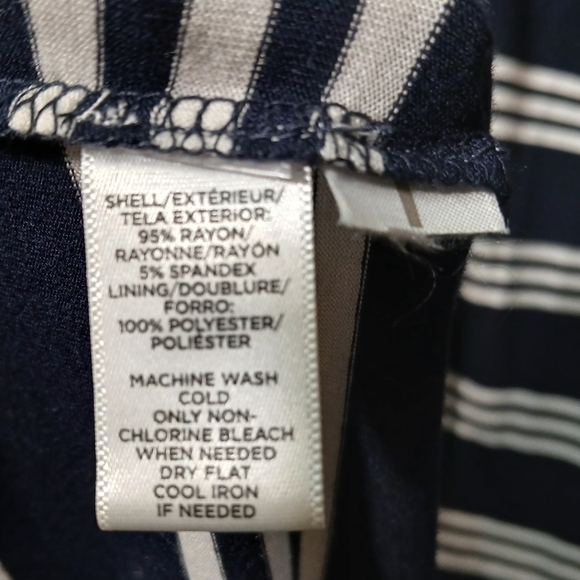 SHELL/EXTÉRIEUR/
TELA EXTERIOR:
95% RAYON/
RAYONNE/RAYÓN
5% SPANDEX
LINING/DOUBLURE/
FORRO:
100% POLYESTER/
POLIÉSTER
MACHINE WASH
COLD
ONLY NON-
CHLORINE BLEACH
WHEN NEEDED
DRY FLAT
COOL IRON
IF NEEDED